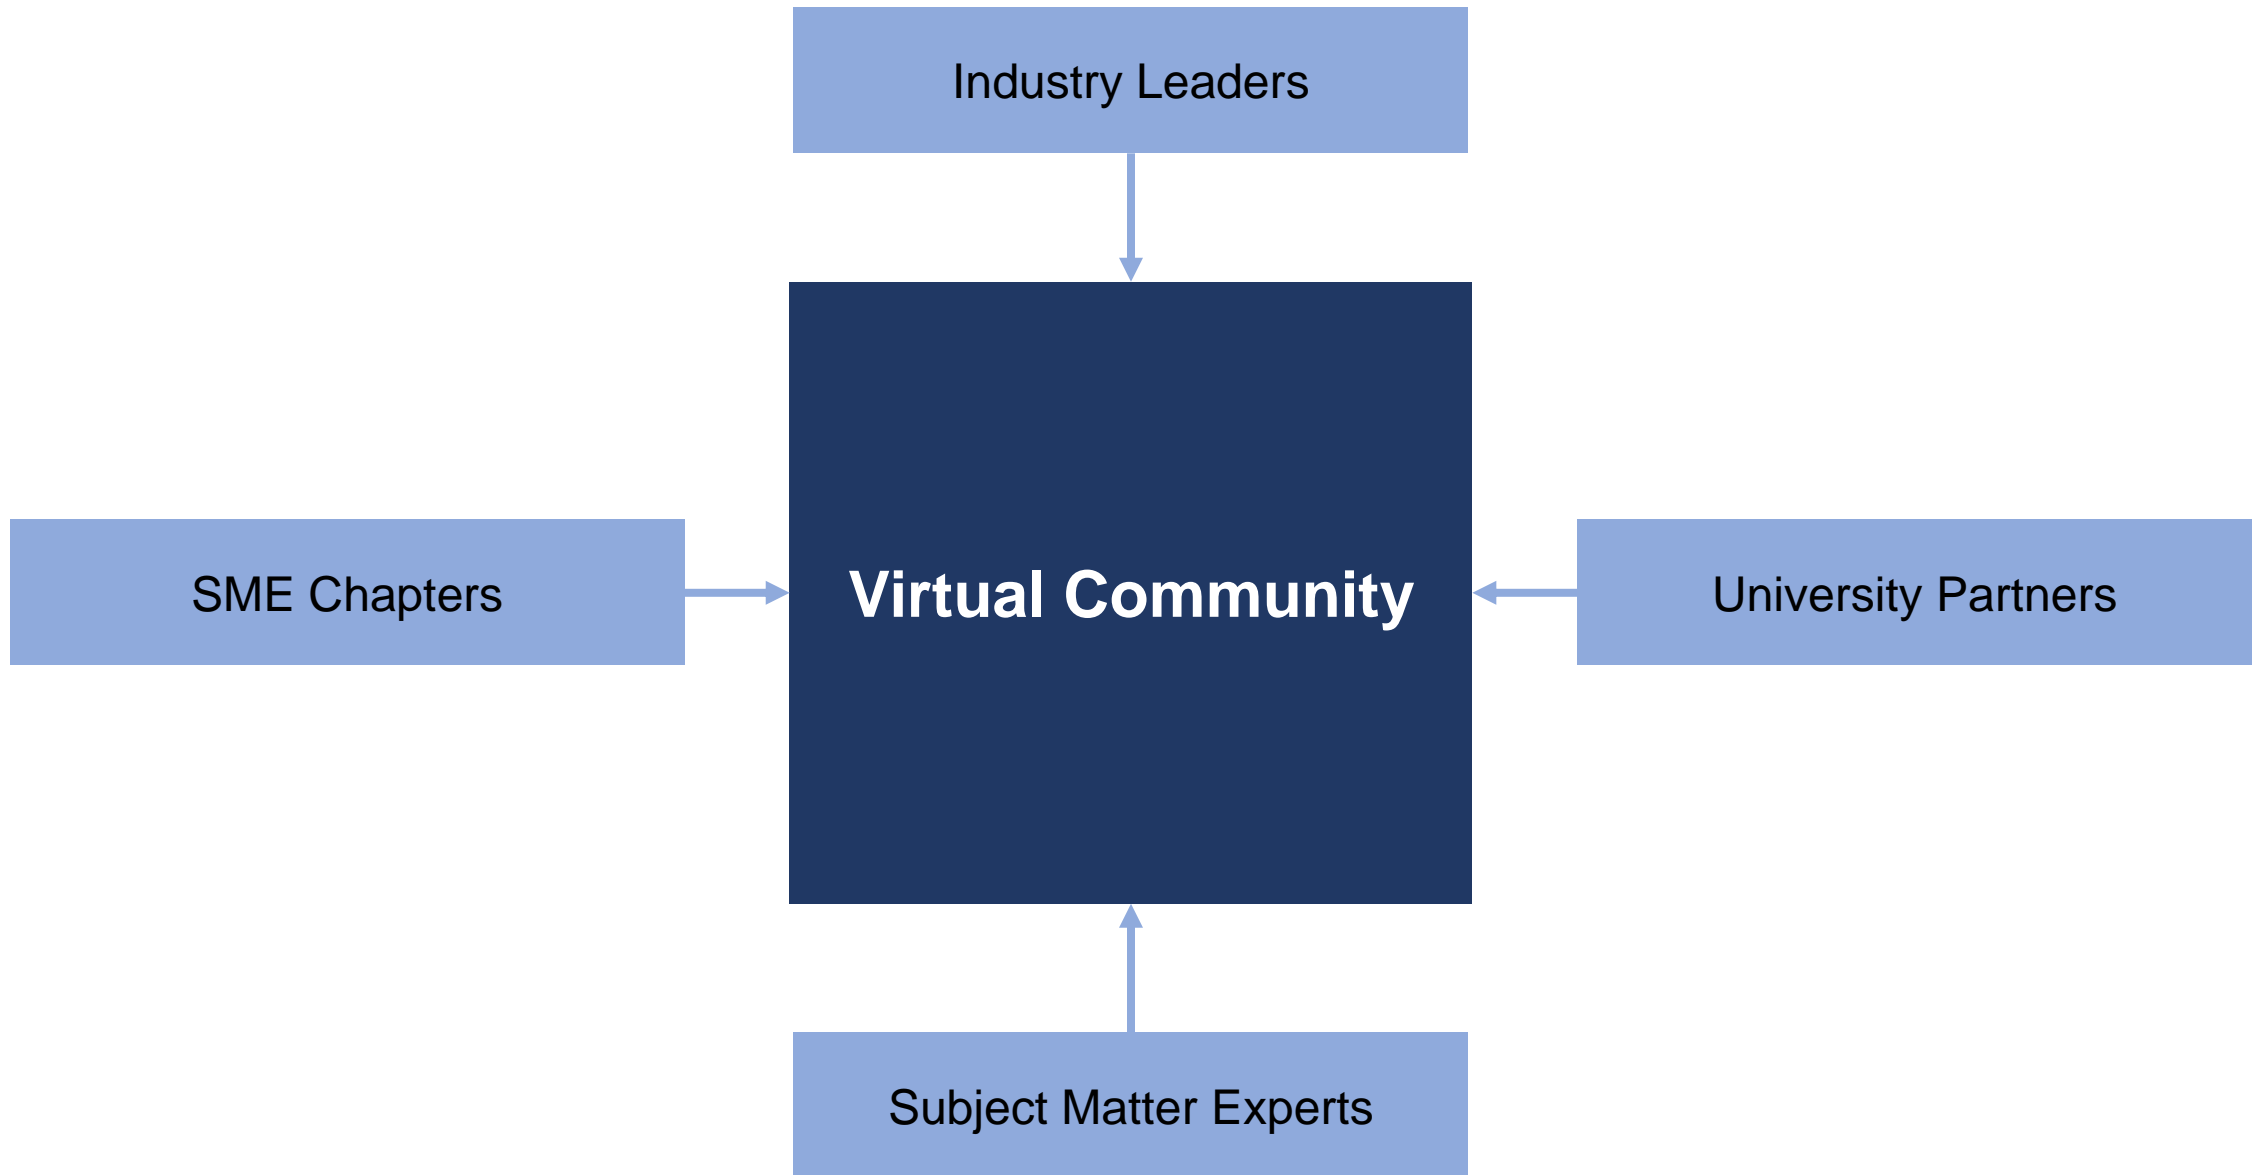 Industry Leaders
SME Chapters
Virtual Community
University Partners
Subject Matter Experts